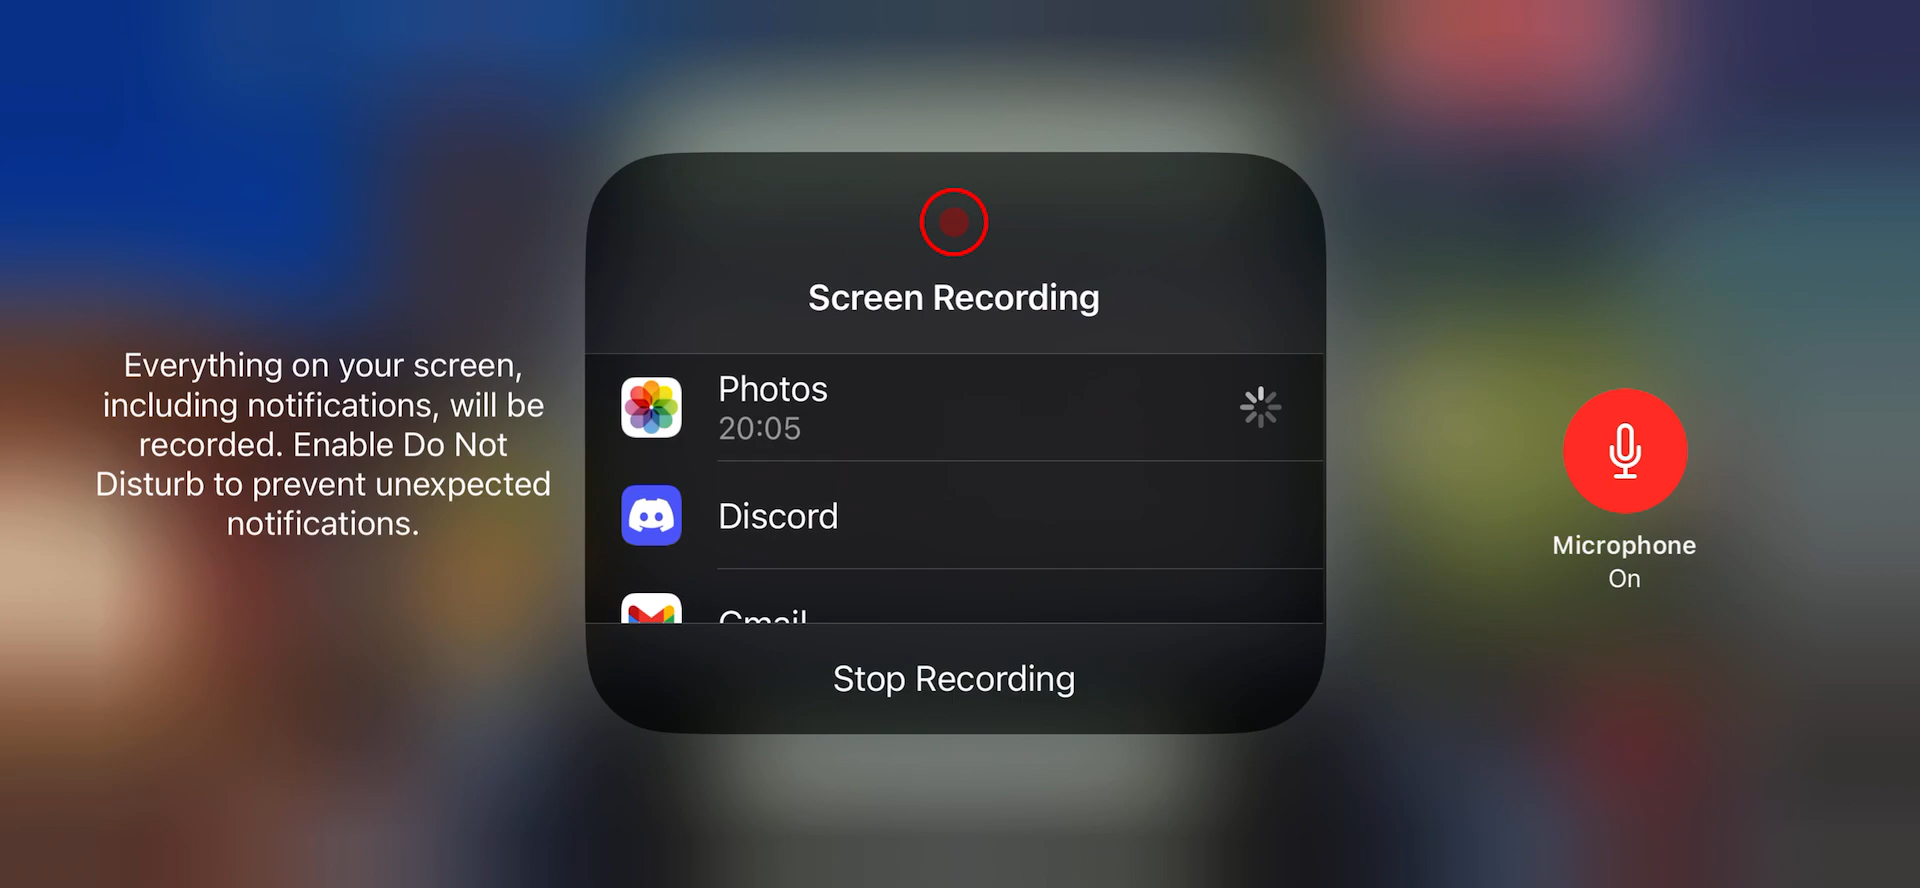 Everything on your screen,
including notifications, will be
recorded. Enable Do Not
Disturb to prevent unexpected
notifications.
Screen Recording
Photos
20:05
Discord
Gmail
Stop Recording
Microphone
On